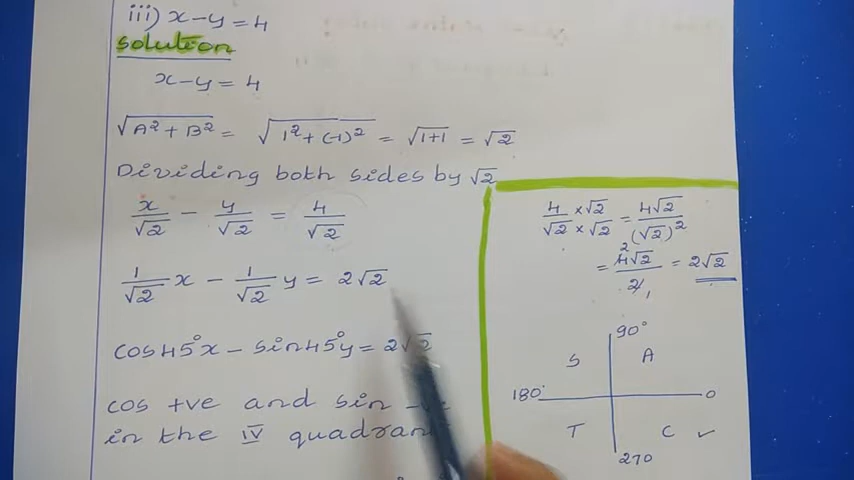 iii) x-y=4
solution
x-y=4
√A²+B² = √1²+(-1)² = √1+1 = √2
Dividing both sides by √2
x/√2 - y/√2 = 4/√2
1/√2 x - 1/√2 y = 2√2
cos45°x - sin45°y = 2√2
cos +ve and sin -ve
in the IV quadrant
4/√2 ×√2/×√2 = 4√2/(√2)²
= 4√2/2 = 2√2
90°
S A
180° 0
T C ✓
270